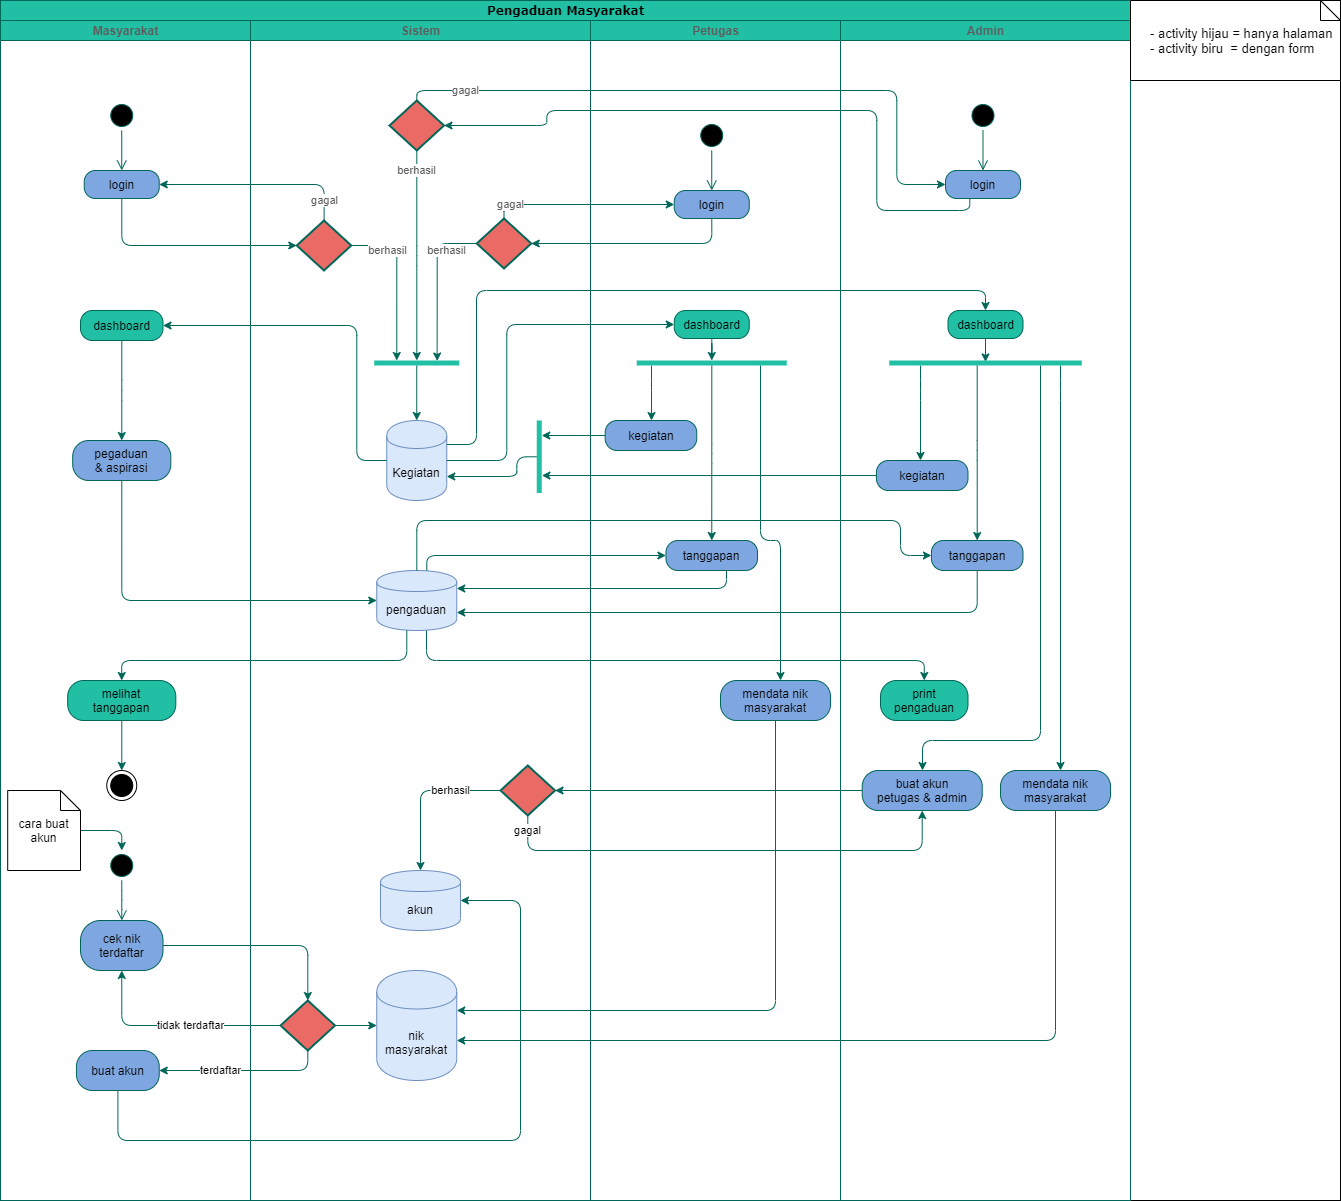 Pengaduan Masyarakat
Masyarakat
Sistem
Petugas
Admin
- activity hijau = hanya halaman
- activity biru  = dengan form
gagal
berhasil
login
gagal
berhasil
berhasil
gagal
login
login
dashboard
dashboard
dashboard
pegaduan
& aspirasi
Kegiatan
kegiatan
kegiatan
tanggapan
tanggapan
pengaduan
melihat
tanggapan
mendata nik
masyarakat
print
pengaduan
berhasil
gagal
buat akun
petugas & admin
mendata nik
masyarakat
cara buat
akun
akun
cek nik
terdaftar
tidak terdaftar
nik
masyarakat
buat akun
terdaftar